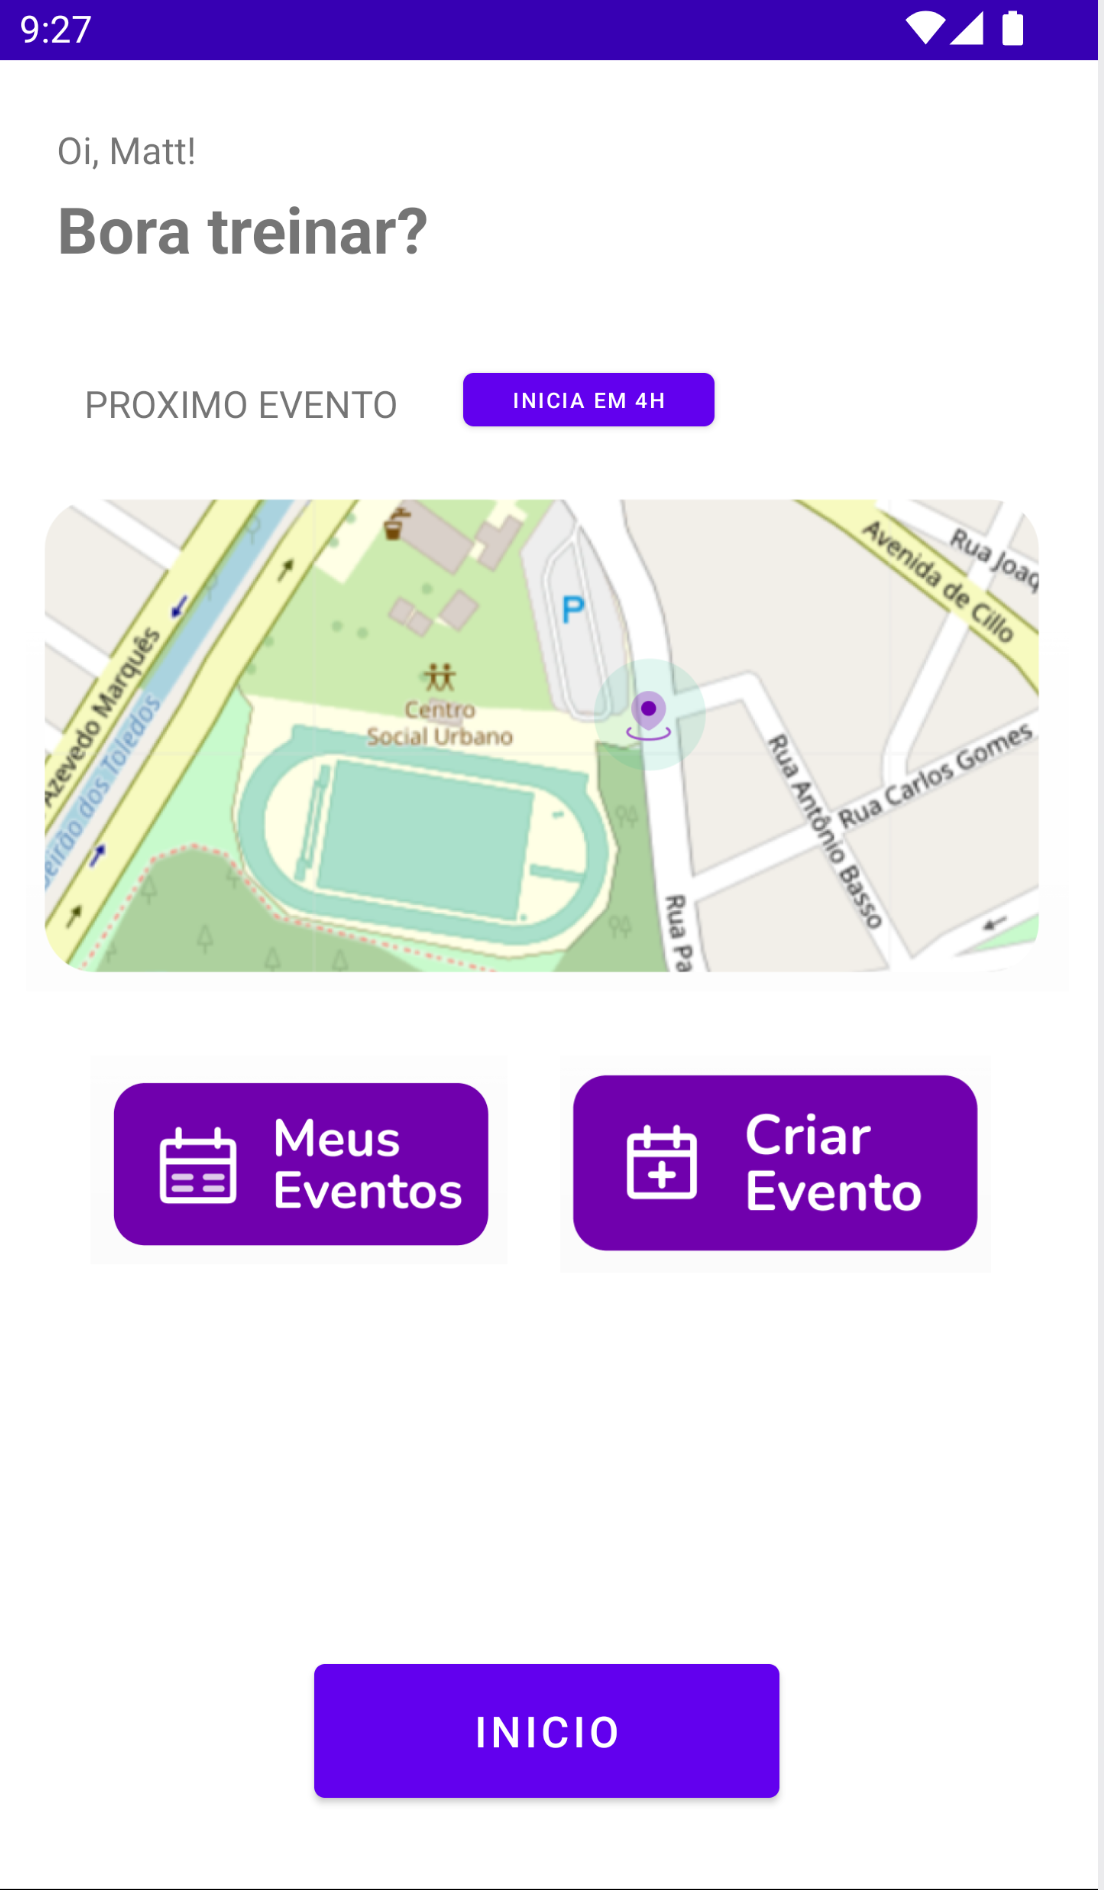 9:27
Oi, Matt!
Bora treinar?
PROXIMO EVENTO
INICIA EM 4H
Avenida de Cillo
Rua Joaq
P
Azevedo Marquês
Centro
Social Urbano
eirão dos Toledos
Rua Antônio Basso
Rua Carlos Gomes
Rua Pa
Meus
Eventos
Criar
Evento
INICIO